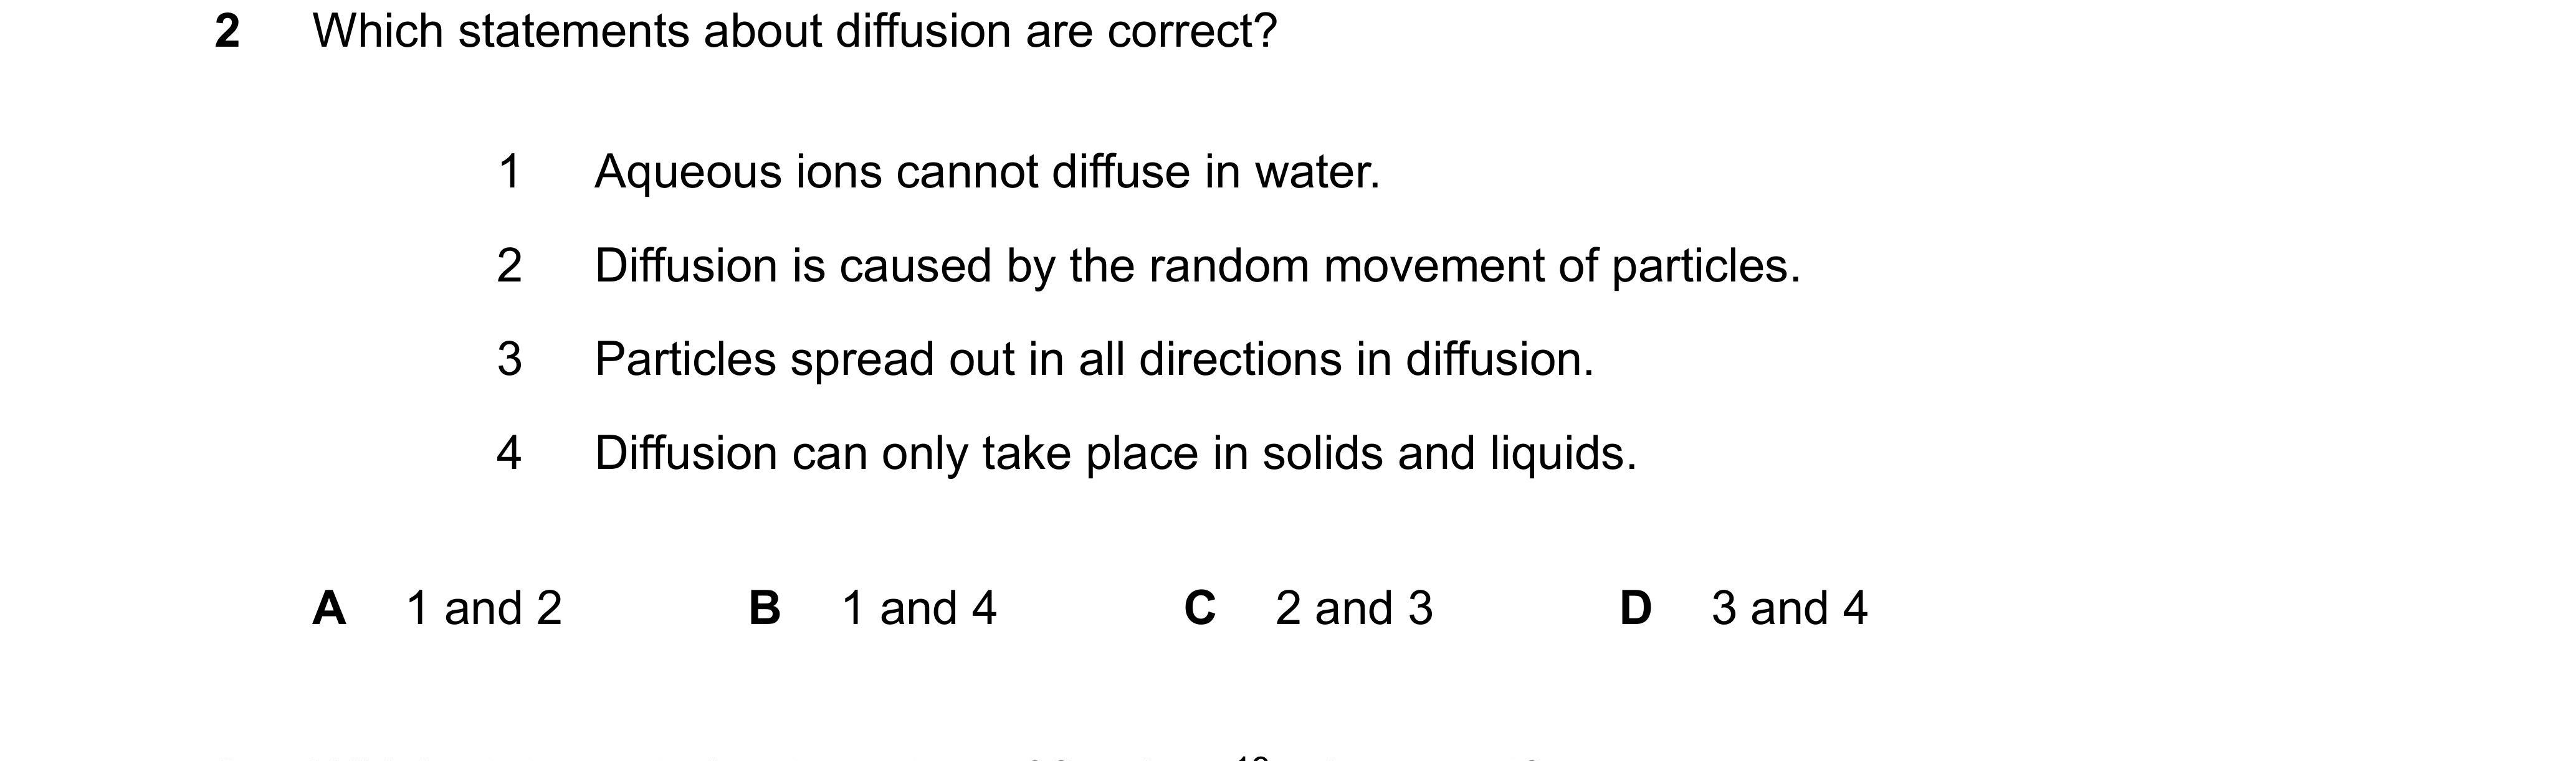 2 Which statements about diffusion are correct?
1 Aqueous ions cannot diffuse in water.
2 Diffusion is caused by the random movement of particles.
3 Particles spread out in all directions in diffusion.
4 Diffusion can only take place in solids and liquids.
A 1 and 2 B 1 and 4 C 2 and 3 D 3 and 4